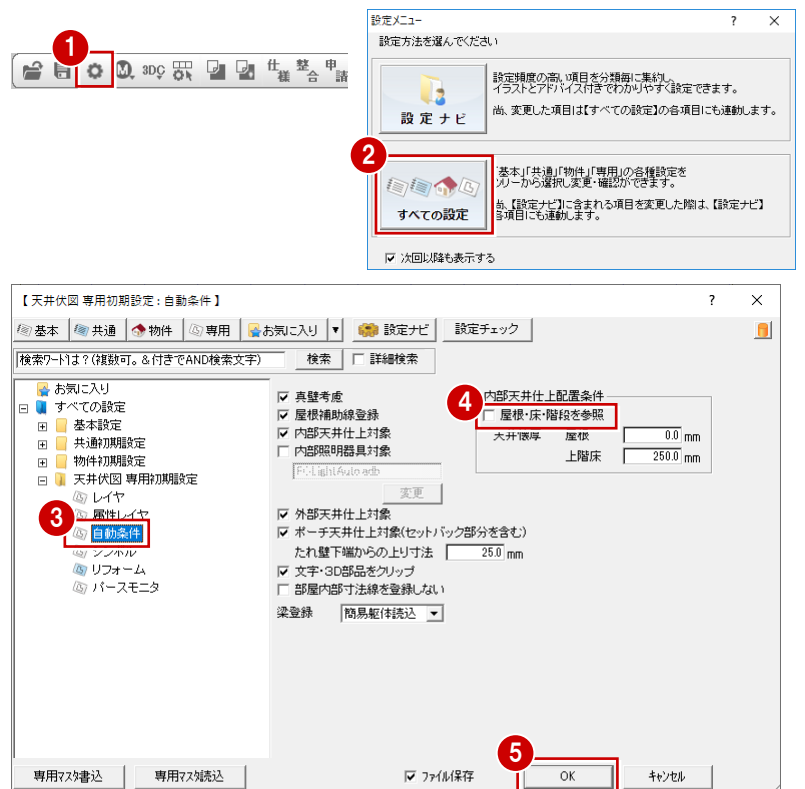 1
3DC
仕様
整合
申請
設定メニュー
? ×
設定方法を選んでください
設定ナビ
設定頻度の高い項目を分類毎に集約し、
イラストとアドバイス付きでわかりやすく設定できます。
尚、変更した項目は【すべての設定】の各項目にも連動します。
2
すべての設定
「基本」「共通」「物件」「専用」の各種設定を
ツリーから選択し変更・確認ができます。
尚、【設定ナビ】に含まれる項目を変更した際は、【設定ナビ】
各項目にも連動します。
次回以降も表示する
【天井伏図 専用初期設定 : 自動条件】
? ×
基本 共通 物件 専用 お気に入り ▼ 設定ナビ 設定チェック
検索ワードは?(複数可。&付きでAND検索文字) 検索 詳細検索
お気に入り
すべての設定
基本設定
共通初期設定
物件初期設定
天井伏図 専用初期設定
レイヤ
3
属性レイヤ
自動条件
シンボル
リフォーム
パースモニタ
真壁考慮
屋根補助線登録
内部天井仕上対象
内部照明器具対象
変更
外部天井仕上対象
ポーチ天井仕上対象(セットバック部分を含む)
たれ壁下端からの上り寸法 25.0 mm
文字・3D部品をクリップ
部屋内部寸法線を登録しない
梁登録 簡易躯体読込
4
内部天井仕上配置条件
屋根・床・階段を参照
天井懐厚 屋根 0.0 mm
上階床 250.0 mm
5
専用マスタ書込 専用マスタ読込 ファイル保存 OK キャンセル